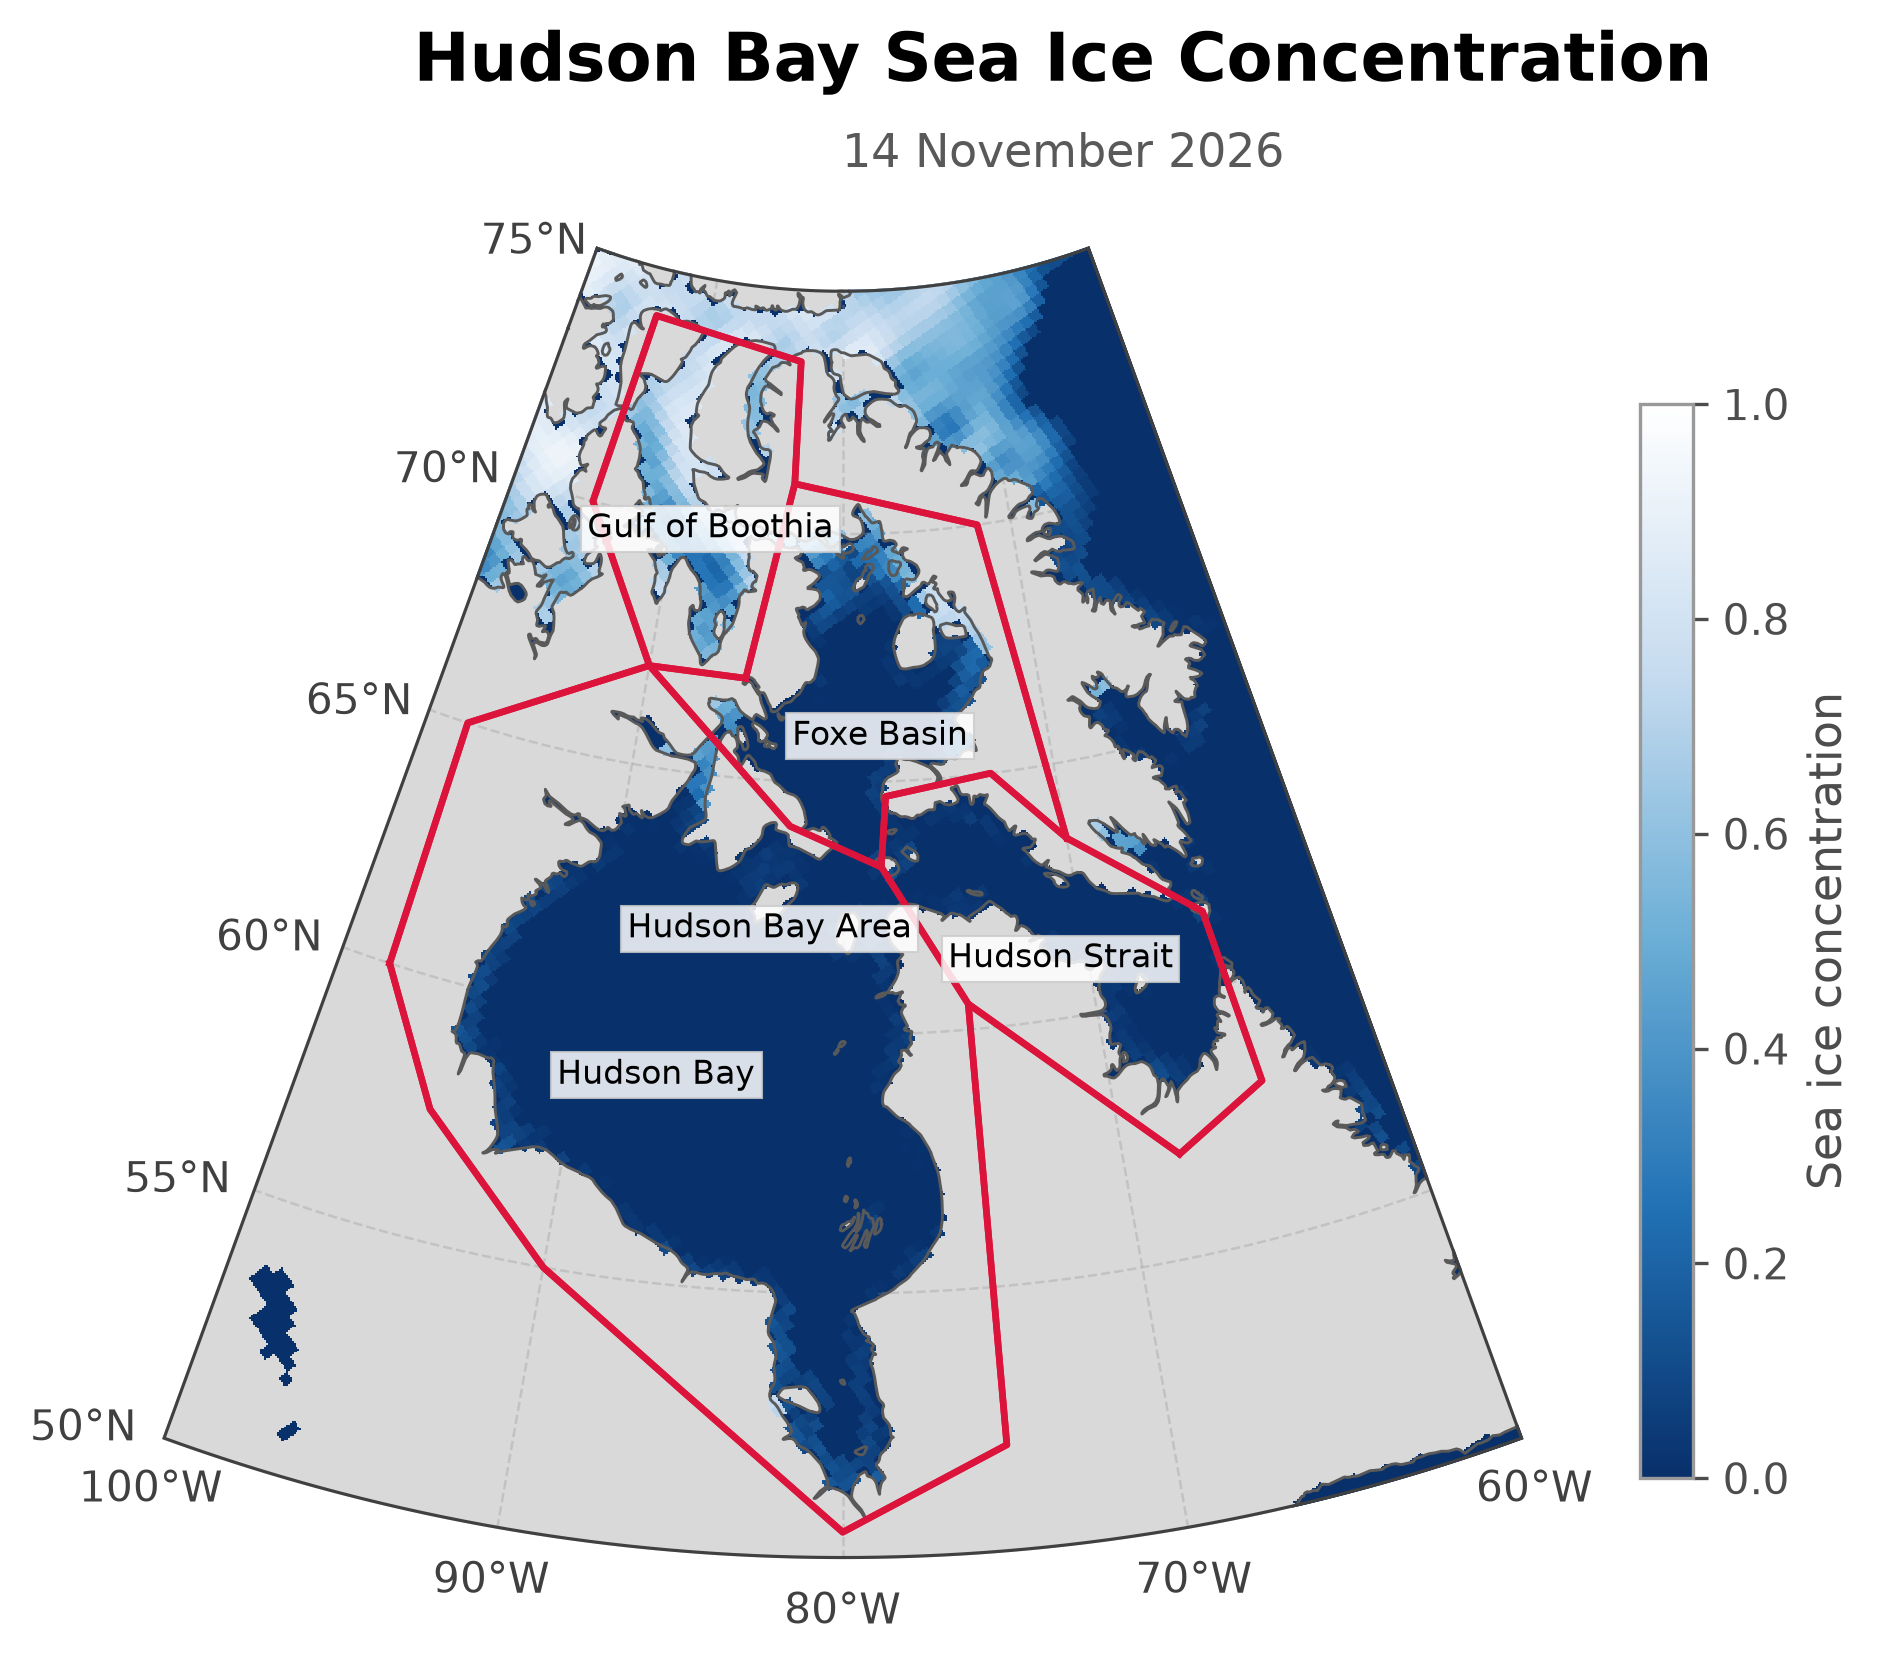 Hudson Bay Sea Ice Concentration
14 November 2026
75°N
70°N
65°N
60°N
55°N
50°N
100°W
90°W
80°W
70°W
60°W
Gulf of Boothia
Foxe Basin
Hudson Bay Area
Hudson Strait
Hudson Bay
1.0
0.8
0.6
0.4
0.2
0.0
Sea ice concentration